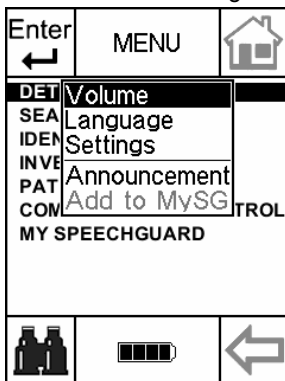 Enter
MENU
DET
Volume
SEA
Language
IDEN
Settings
INVE
Announcement
PAT
Add to MySG
COM
TROL
MY SPEECHGUARD